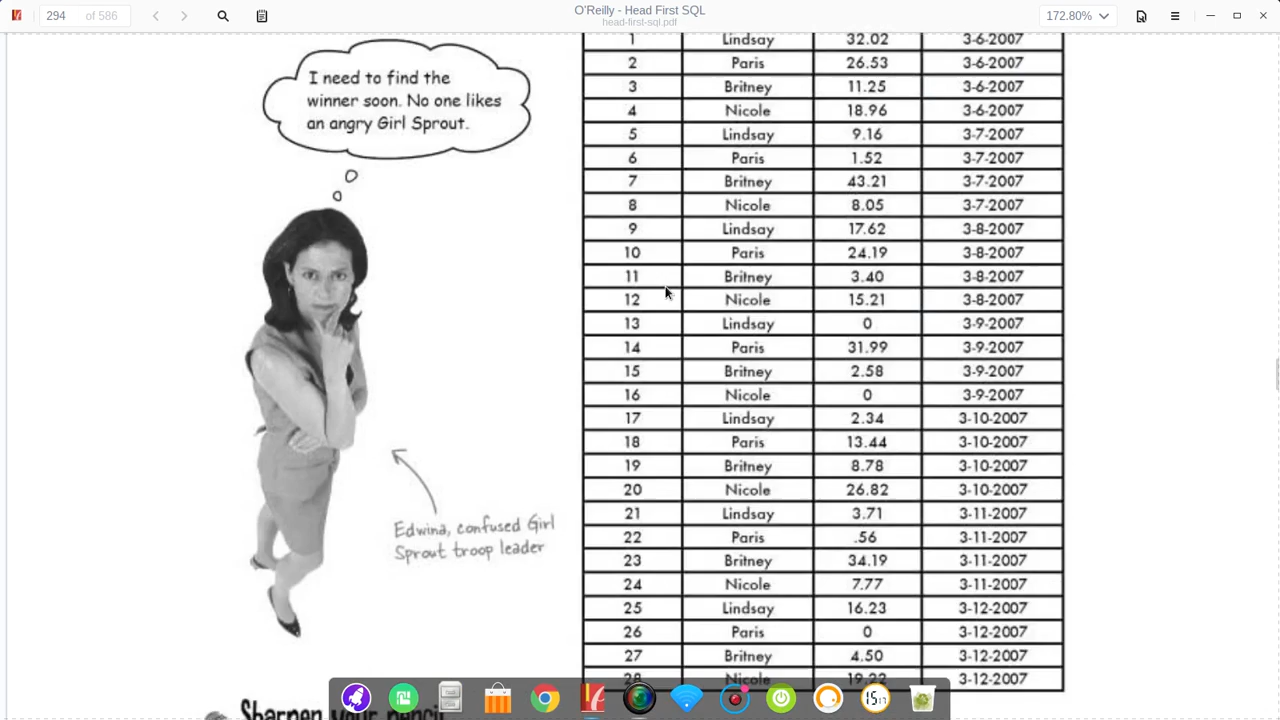 294 of 586
O'Reilly - Head First SQL
head-first-sql.pdf
172.80%
I need to find the
winner soon. No one likes
an angry Girl Sprout.
Edwina, confused Girl
Sprout troop leader
1 Lindsay 32.02 3-6-2007
2 Paris 26.53 3-6-2007
3 Britney 11.25 3-6-2007
4 Nicole 18.96 3-6-2007
5 Lindsay 9.16 3-7-2007
6 Paris 1.52 3-7-2007
7 Britney 43.21 3-7-2007
8 Nicole 8.05 3-7-2007
9 Lindsay 17.62 3-8-2007
10 Paris 24.19 3-8-2007
11 Britney 3.40 3-8-2007
12 Nicole 15.21 3-8-2007
13 Lindsay 0 3-9-2007
14 Paris 31.99 3-9-2007
15 Britney 2.58 3-9-2007
16 Nicole 0 3-9-2007
17 Lindsay 2.34 3-10-2007
18 Paris 13.44 3-10-2007
19 Britney 8.78 3-10-2007
20 Nicole 26.82 3-10-2007
21 Lindsay 3.71 3-11-2007
22 Paris .56 3-11-2007
23 Britney 34.19 3-11-2007
24 Nicole 7.77 3-11-2007
25 Lindsay 16.23 3-12-2007
26 Paris 0 3-12-2007
27 Britney 4.50 3-12-2007
28 Nicole 19.22 3-12-2007
Sharpen your pencil